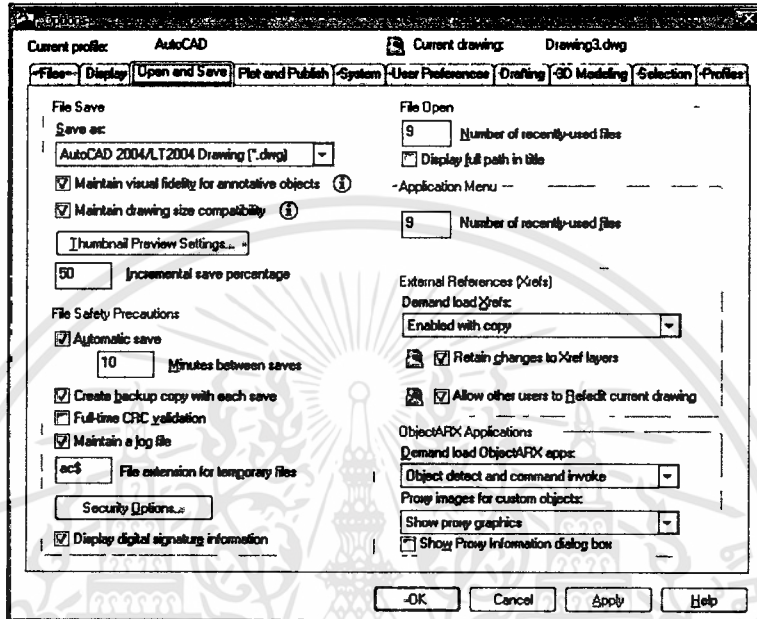 Options
Current profile: AutoCAD Current drawing: Drawing3.dwg
Files Display Open and Save Plot and Publish System User Preferences Drafting 3D Modeling Selection Profiles
File Save
Save as:
AutoCAD 2004/LT2004 Drawing (*.dwg)
Maintain visual fidelity for annotative objects
Maintain drawing size compatibility
Thumbnail Preview Settings...
50 Incremental save percentage
File Safety Precautions
Automatic save
10 Minutes between saves
Create backup copy with each save
Full-time CRC validation
Maintain a log file
ac$ File extension for temporary files
Security Options...
Display digital signature information
File Open
9 Number of recently-used files
Display full path in title
Application Menu
9 Number of recently-used files
External References (Xrefs)
Demand load Xrefs:
Enabled with copy
Retain changes to Xref layers
Allow other users to Refedit current drawing
ObjectARX Applications
Demand load ObjectARX apps:
Object detect and command invoke
Proxy images for custom objects:
Show proxy graphics
Show Proxy Information dialog box
OK Cancel Apply Help